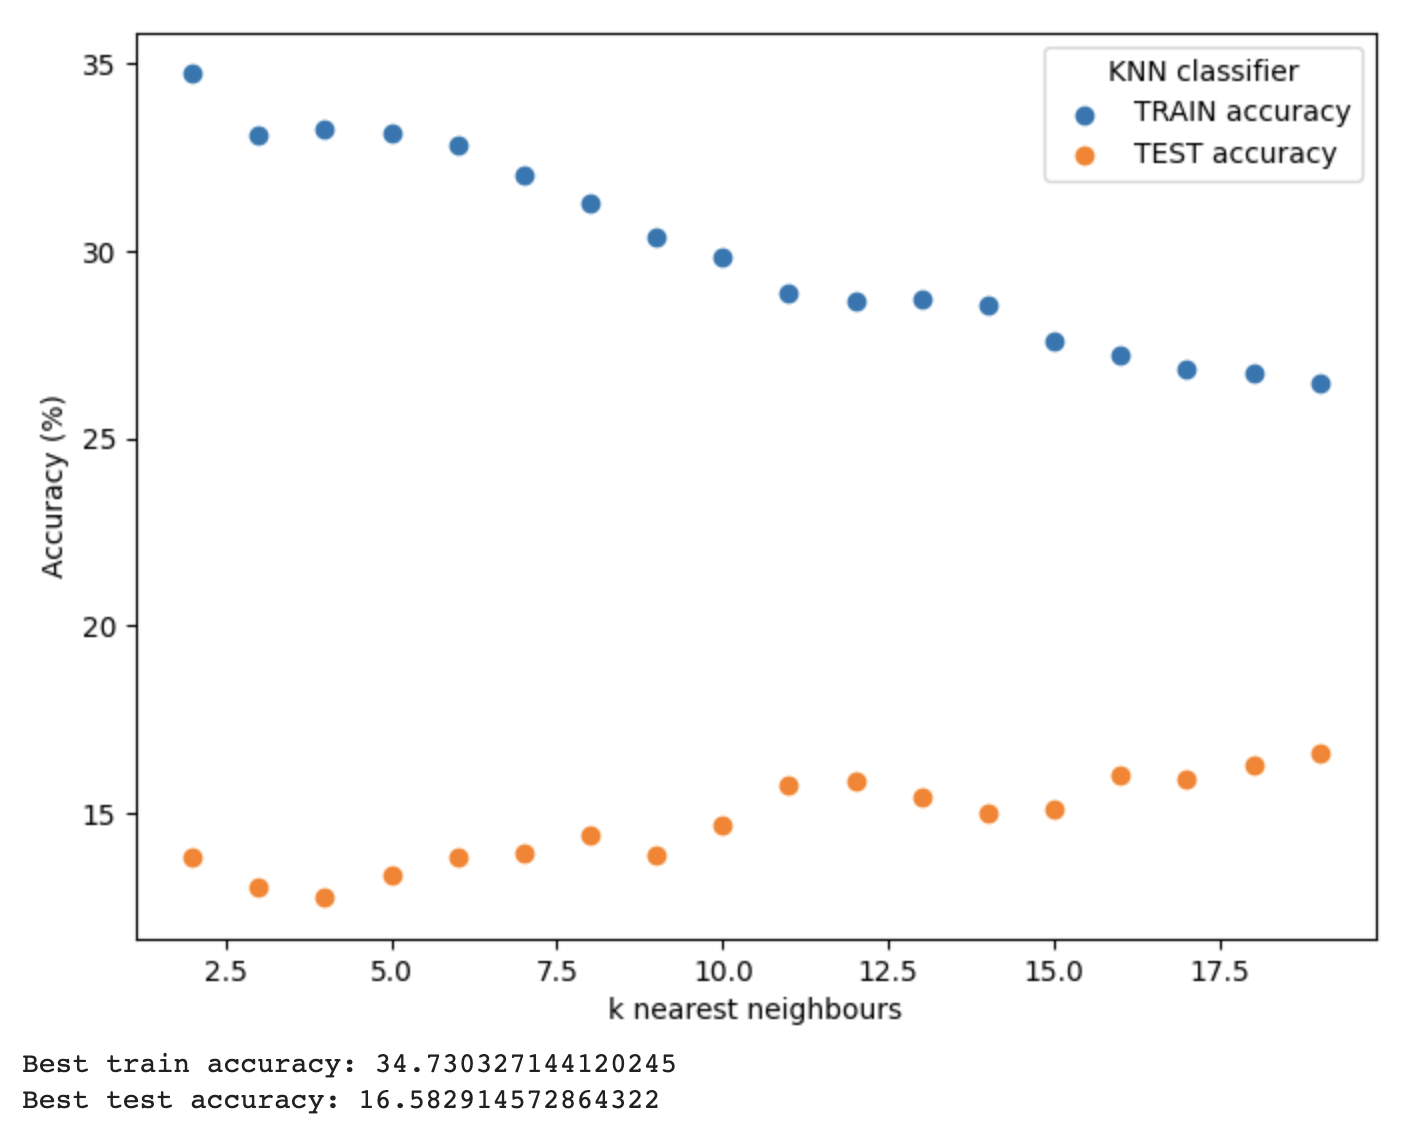 35
30
25
20
15
Accuracy (%)
KNN classifier
TRAIN accuracy
TEST accuracy
2.5 5.0 7.5 10.0 12.5 15.0 17.5
k nearest neighbours
Best train accuracy: 34.730327144120245
Best test accuracy: 16.582914572864322